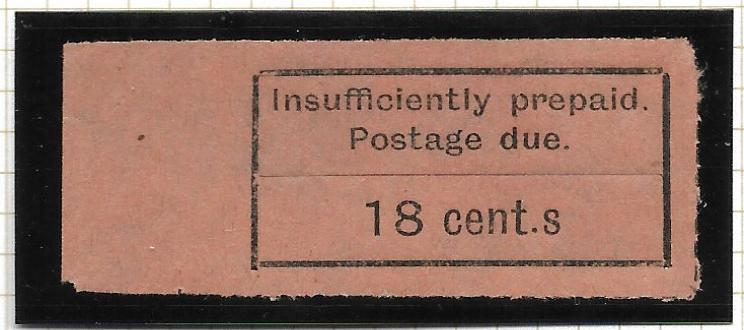 Insufficiently prepaid.
Postage due.
18 cent.s